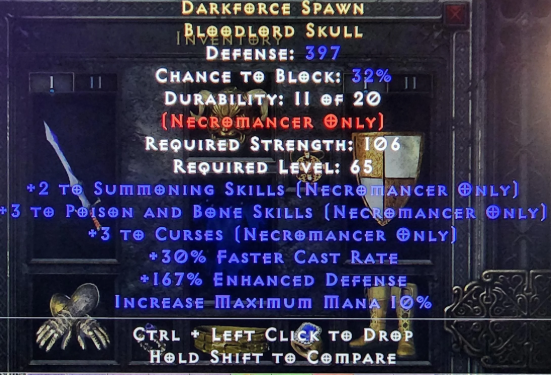 Darkforce Spawn
Bloodlord Skull
Inventory
Defense: 397
Chance to Block: 32%
Durability: 11 of 20
(Necromancer Only)
I II II
Required Strength: 106
Required Level: 65
+2 to Summoning Skills (Necromancer Only)
+3 to Poison and Bone Skills (Necromancer Only)
+3 to Curses (Necromancer Only)
+30% Faster Cast Rate
+167% Enhanced Defense
Increase Maximum Mana 10%
Ctrl + Left Click to Drop
Hold Shift to Compare